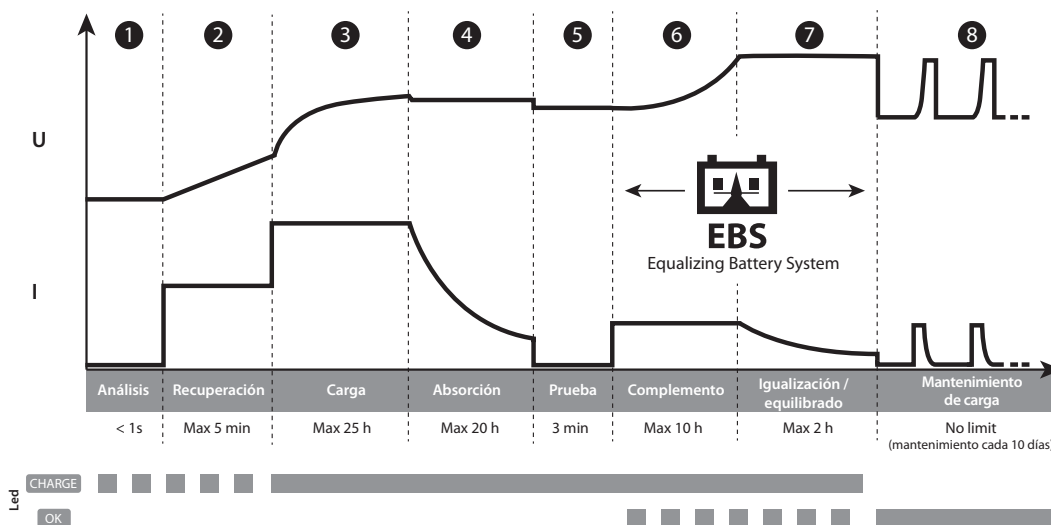 1 2 3 4 5 6 7 8
U
EBS
Equalizing Battery System
I
Análisis Recuperación Carga Absorción Prueba Complemento Igualización / equilibrado Mantenimiento de carga
< 1s Max 5 min Max 25 h Max 20 h 3 min Max 10 h Max 2 h No limit
(mantenimiento cada 10 días)
Led
CHARGE
OK